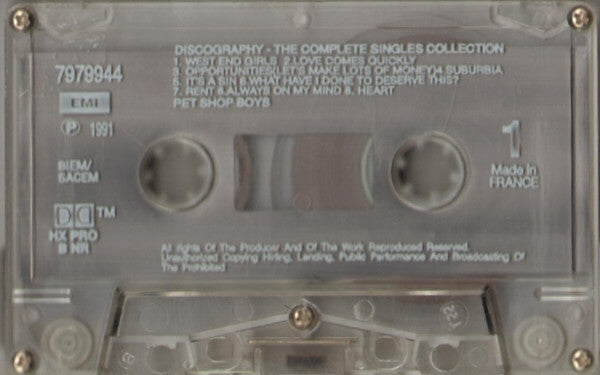 DISCOGRAPHY - THE COMPLETE SINGLES COLLECTION
1. WEST END GIRLS 2.LOVE COMES QUICKLY
3. OPPORTUNITIES(LET'S MAKE LOTS OF MONEY)4.SUBURBIA
5. IT'S A SIN 6.WHAT HAVE I DONE TO DESERVE THIS?
7. RENT 8.ALWAYS ON MY MIND 9. HEART
PET SHOP BOYS
7979944
EMI
P 1991
BIEM/
SACEM
TM
HX PRO
B NR
1
Made in
FRANCE
All rights Of The Producer And Of The Work Reproduced Reserved.
Unauthorized Copying Hiring, Lending, Public Performance And Broadcasting Of
The Prohibited